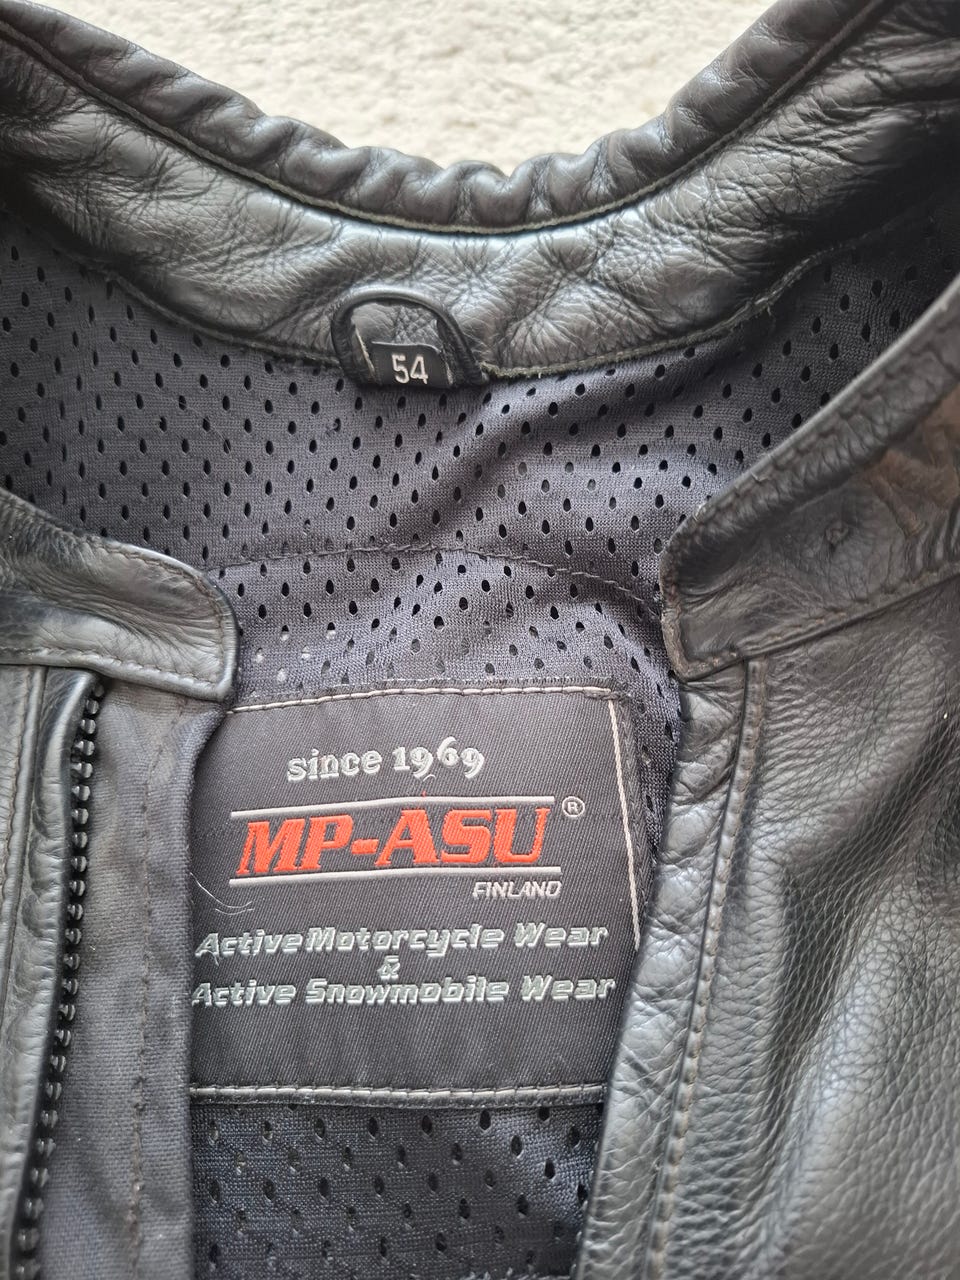 54
since 1969
MP-ASU®
FINLAND
Active Motorcycle Wear
&
Active Snowmobile Wear